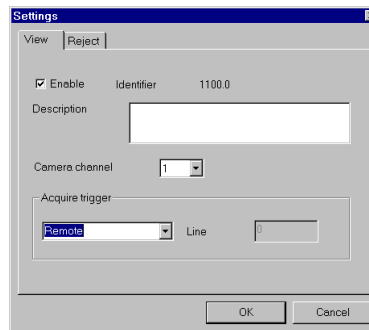 Settings
View Reject
Enable Identifier 1100.0
Description
Camera channel 1
Acquire trigger
Remote Line 0
OK Cancel